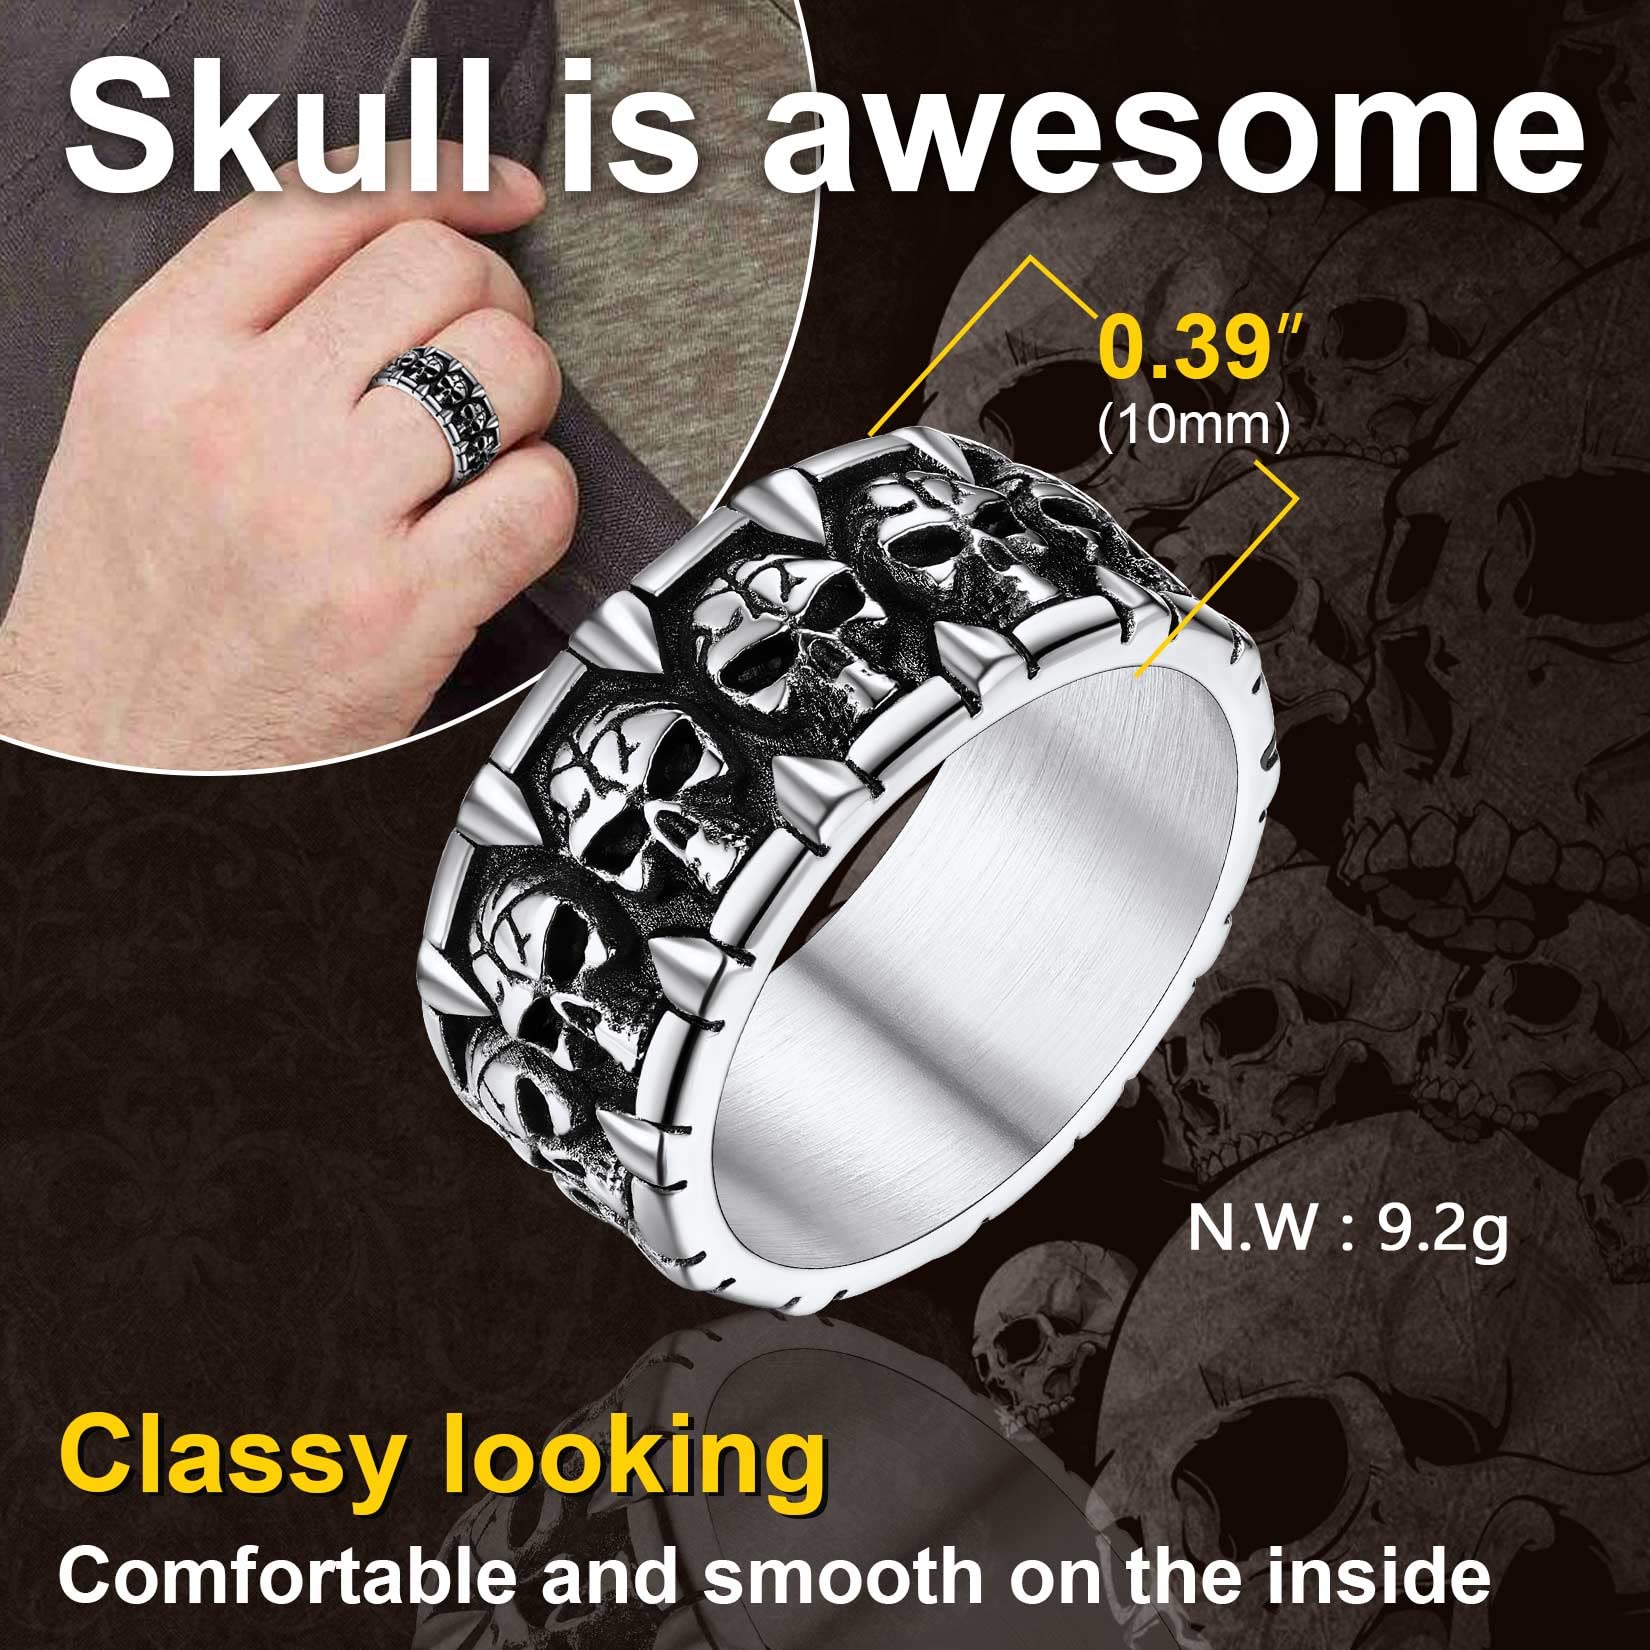 Skull is awesome
0.39″
(10mm)
N.W : 9.2g
Classy looking
Comfortable and smooth on the inside